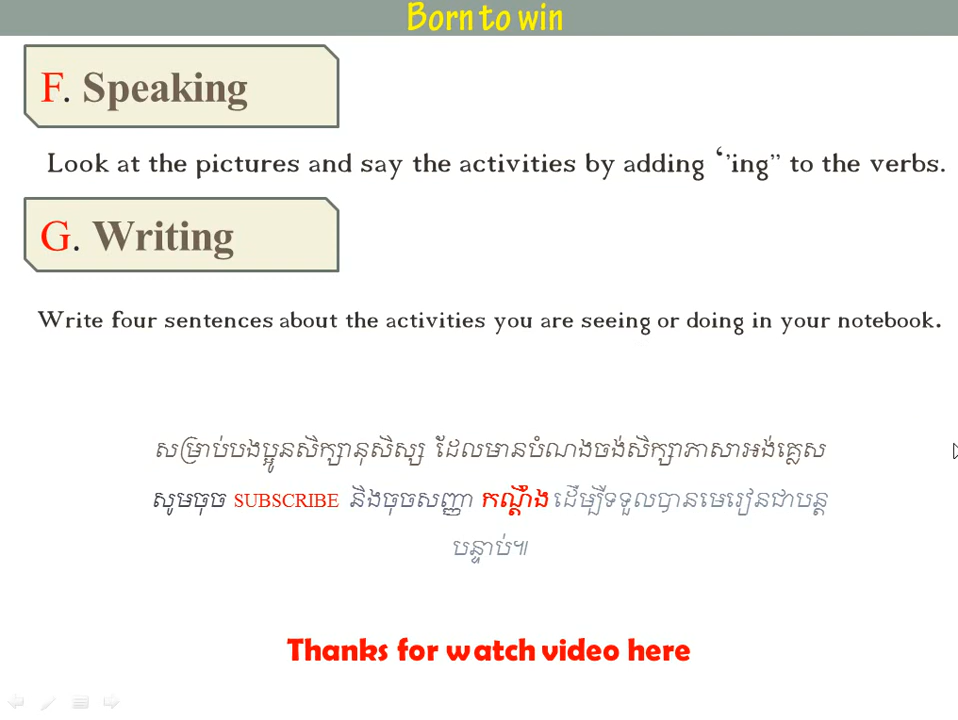 Born to win
F. Speaking
Look at the pictures and say the activities by adding ‘’ing” to the verbs.
G. Writing
Write four sentences about the activities you are seeing or doing in your notebook.
សម្រាប់បងប្អូនសិក្សានុសិស្ស ដែលមានបំណងចង់សិក្សាភាសាអង់គ្លេស
សូមចុច SUBSCRIBE និងចុចសញ្ញា កណ្ដឹង ដើម្បីទទួលបានមេរៀនជាបន្ត
បន្ទាប់៕
Thanks for watch video here